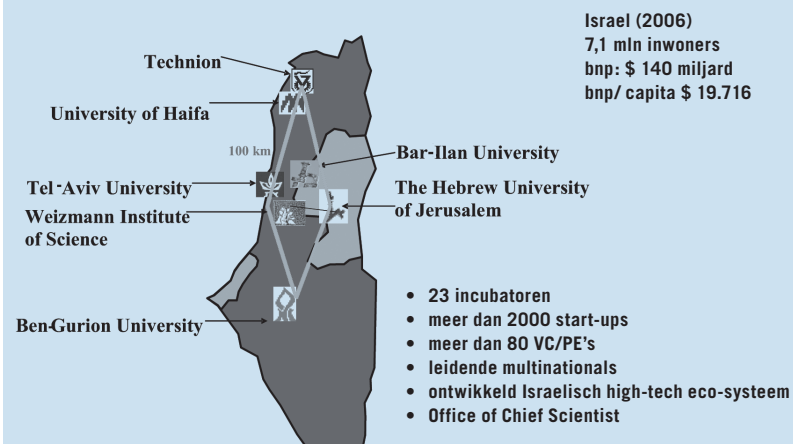 Israel (2006)
7,1 mln inwoners
bnp: $ 140 miljard
bnp/ capita $ 19.716
Technion
University of Haifa
100 km
Bar-Ilan University
Tel-Aviv University
The Hebrew University
of Jerusalem
Weizmann Institute
of Science
Ben-Gurion University
• 23 incubatoren
• meer dan 2000 start-ups
• meer dan 80 VC/PE's
• leidende multinationals
• ontwikkeld Israelisch high-tech eco-systeem
• Office of Chief Scientist